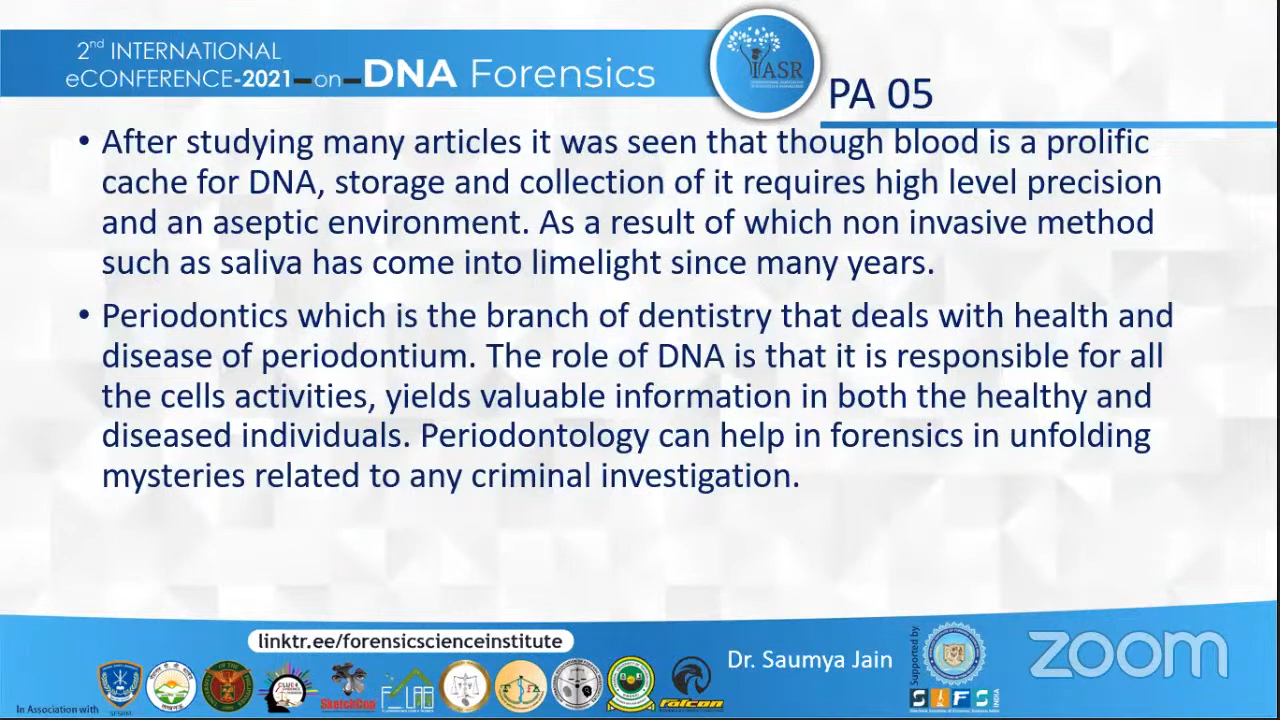 2nd INTERNATIONAL
eCONFERENCE-2021-on-DNA Forensics
IASR
PA 05
• After studying many articles it was seen that though blood is a prolific
cache for DNA, storage and collection of it requires high level precision
and an aseptic environment. As a result of which non invasive method
such as saliva has come into limelight since many years.
• Periodontics which is the branch of dentistry that deals with health and
disease of periodontium. The role of DNA is that it is responsible for all
the cells activities, yields valuable information in both the healthy and
diseased individuals. Periodontology can help in forensics in unfolding
mysteries related to any criminal investigation.
linktr.ee/forensicscienceinstitute
In Association with
SketchCop
F-LAB
falcon
Dr. Saumya Jain
Supported by
SIFS
INDIA
zoom